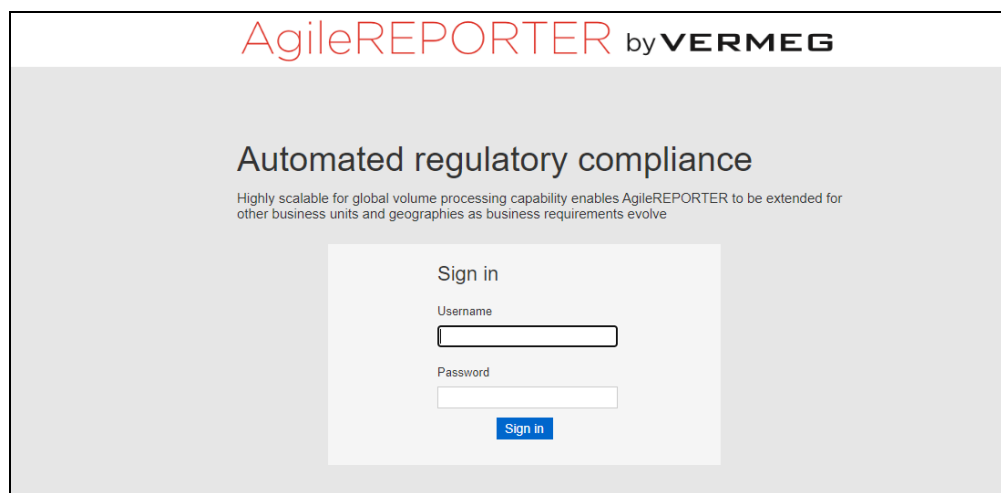 AgileREPORTER by VERMEG
Automated regulatory compliance
Highly scalable for global volume processing capability enables AgileREPORTER to be extended for
other business units and geographies as business requirements evolve
Sign in
Username
Password
Sign in